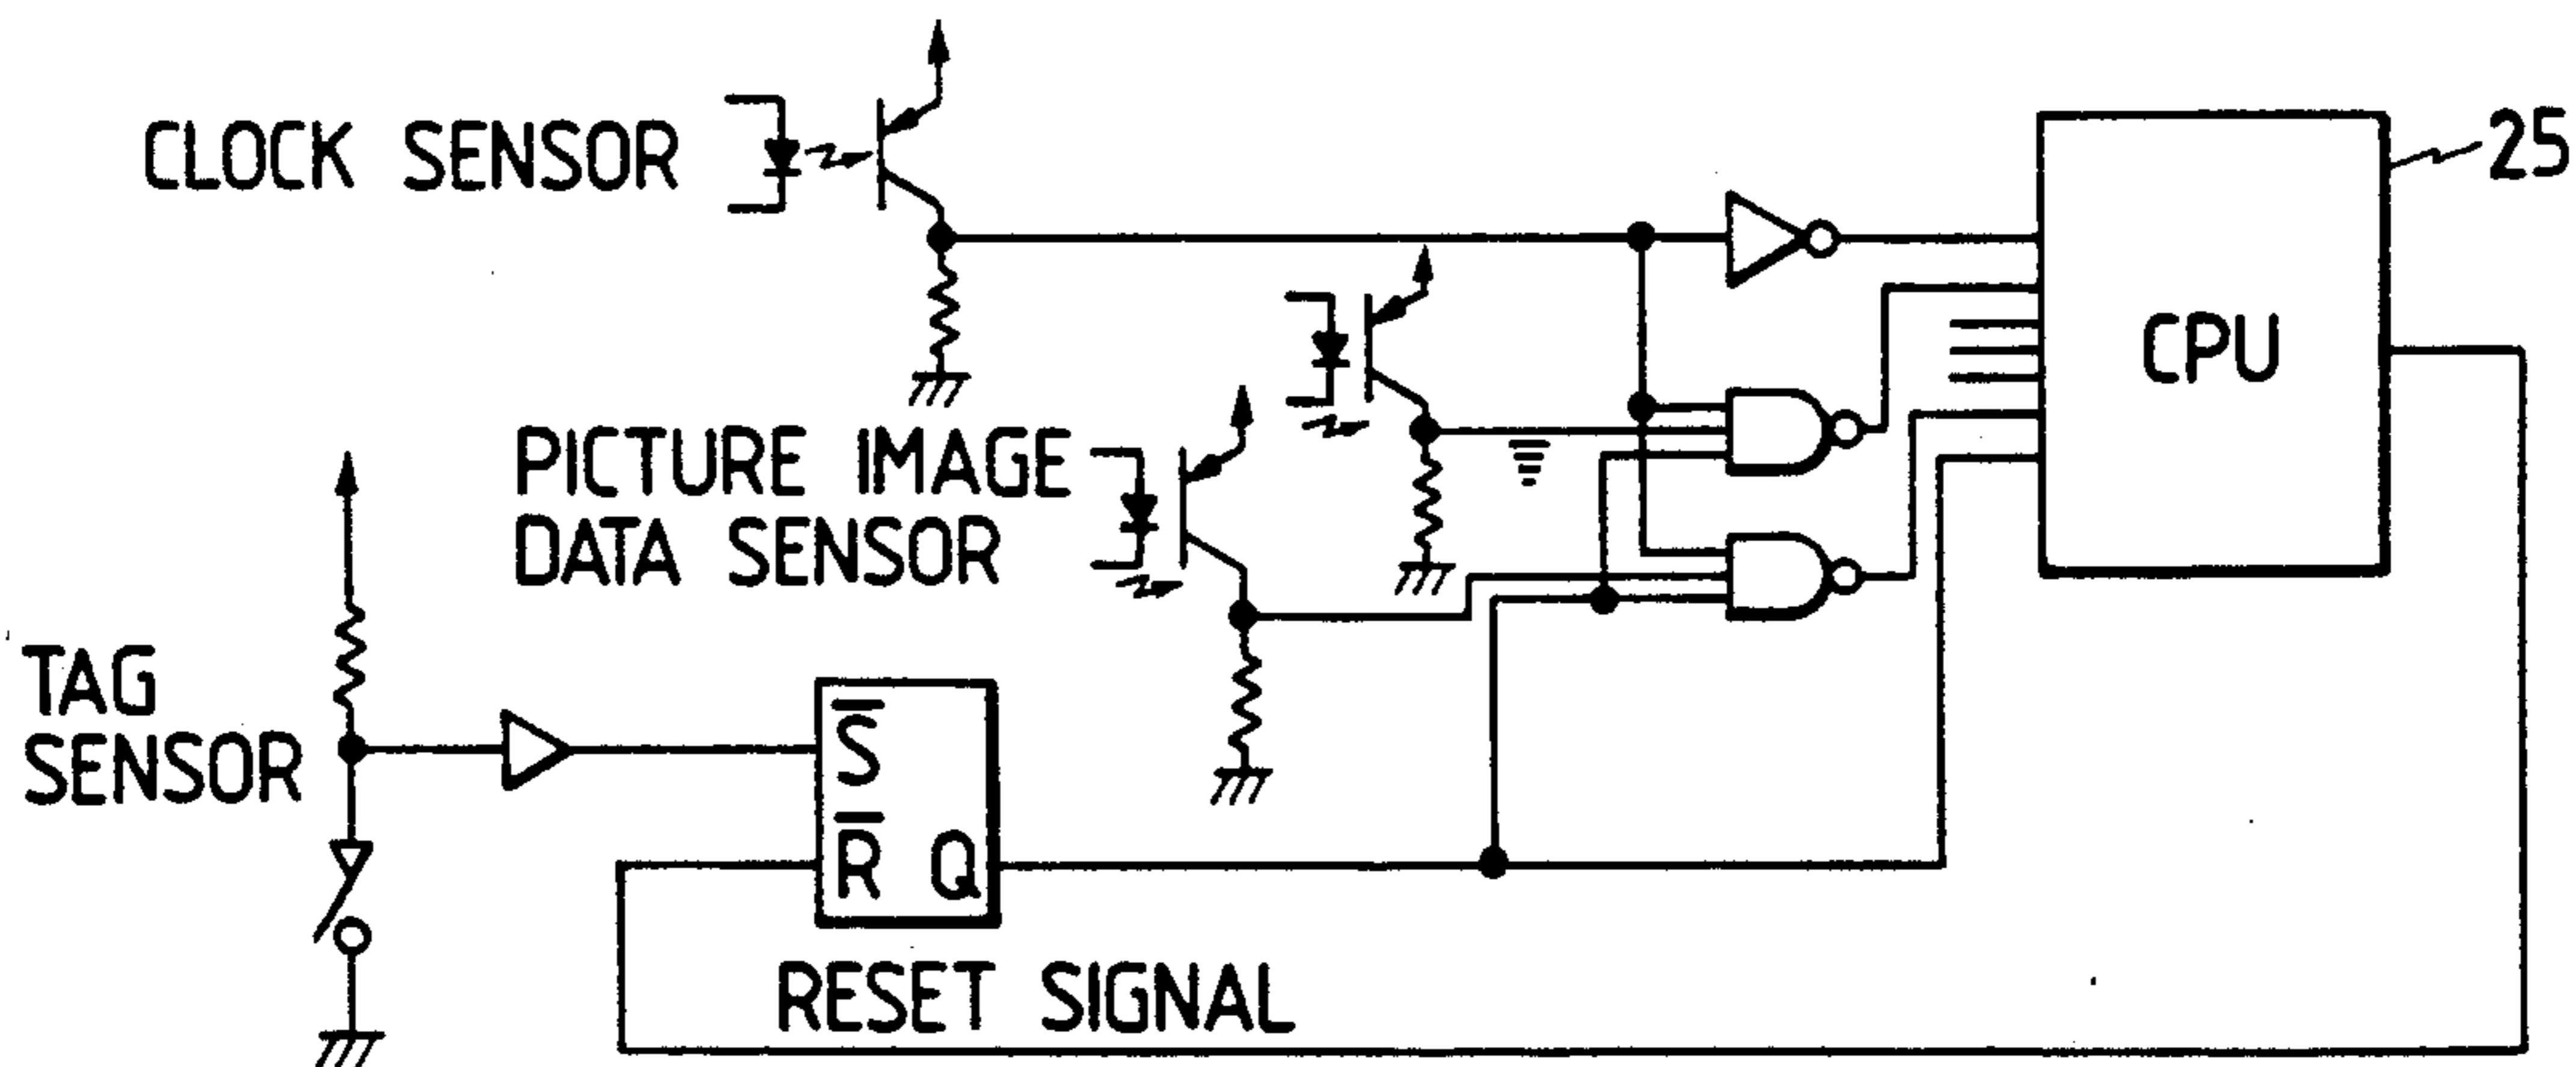 CLOCK SENSOR
25
CPU
PICTURE IMAGE
DATA SENSOR
TAG
SENSOR
S̅
R̅ Q
RESET SIGNAL